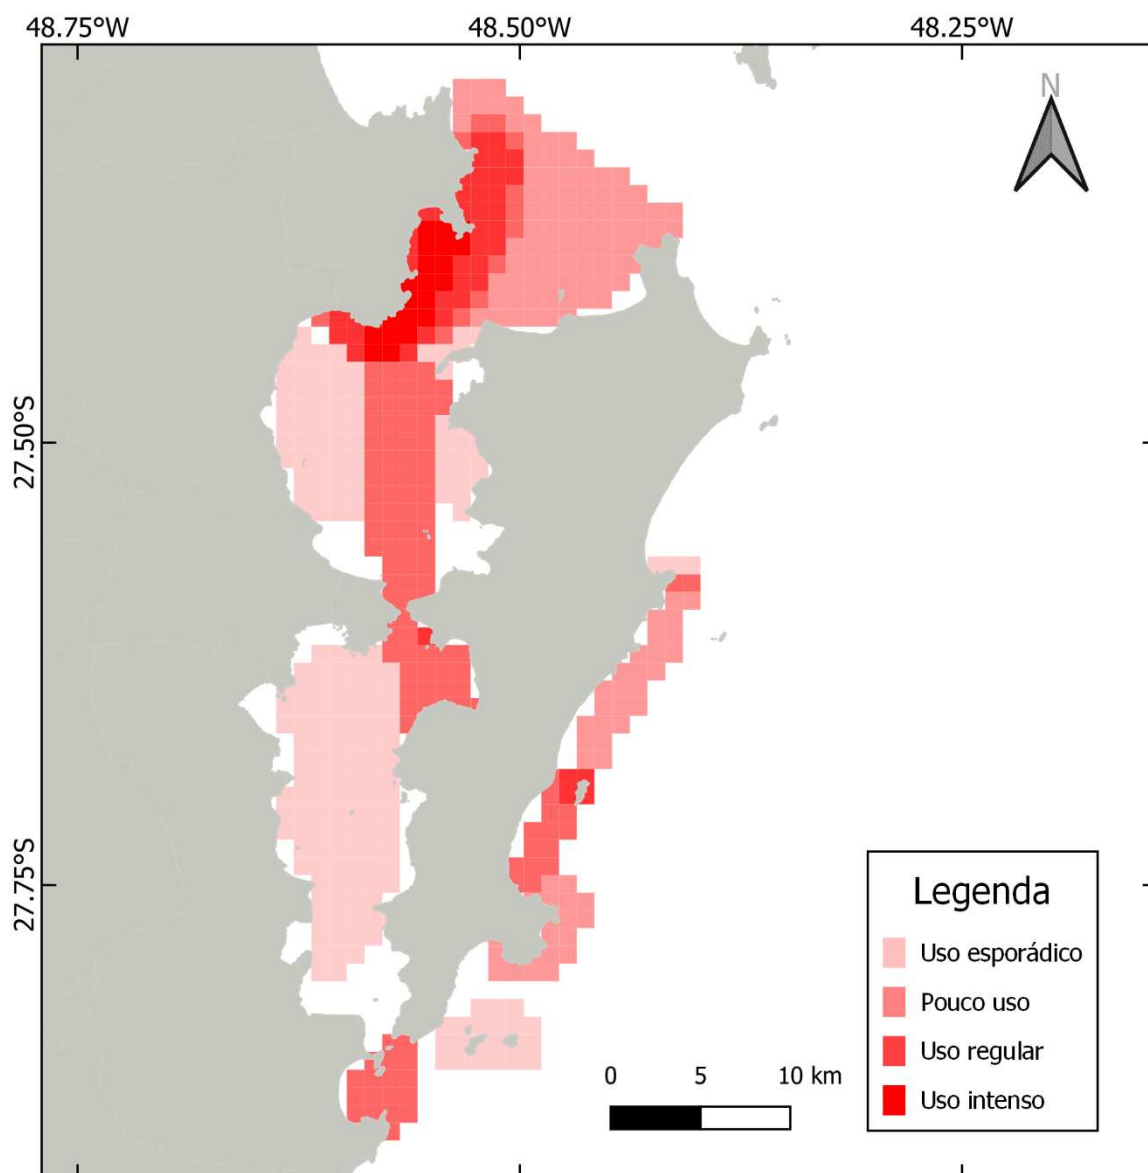 48.75°W 48.50°W 48.25°W
N
27.50°S
27.75°S
Legenda
Uso esporádico
Pouco uso
Uso regular
Uso intenso
0 5 10 km